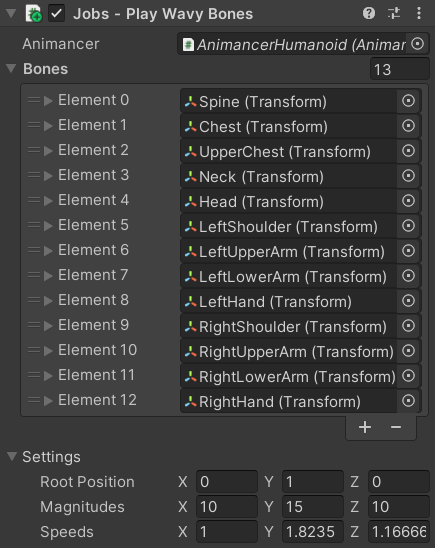 Jobs - Play Wavy Bones
Animancer AnimancerHumanoid (Animar
Bones 13
Element 0 Spine (Transform)
Element 1 Chest (Transform)
Element 2 UpperChest (Transform)
Element 3 Neck (Transform)
Element 4 Head (Transform)
Element 5 LeftShoulder (Transform)
Element 6 LeftUpperArm (Transform)
Element 7 LeftLowerArm (Transform)
Element 8 LeftHand (Transform)
Element 9 RightShoulder (Transform)
Element 10 RightUpperArm (Transform)
Element 11 RightLowerArm (Transform)
Element 12 RightHand (Transform)
+ −
Settings
Root Position X 0 Y 1 Z 0
Magnitudes X 10 Y 15 Z 10
Speeds X 1 Y 1.8235 Z 1.16666